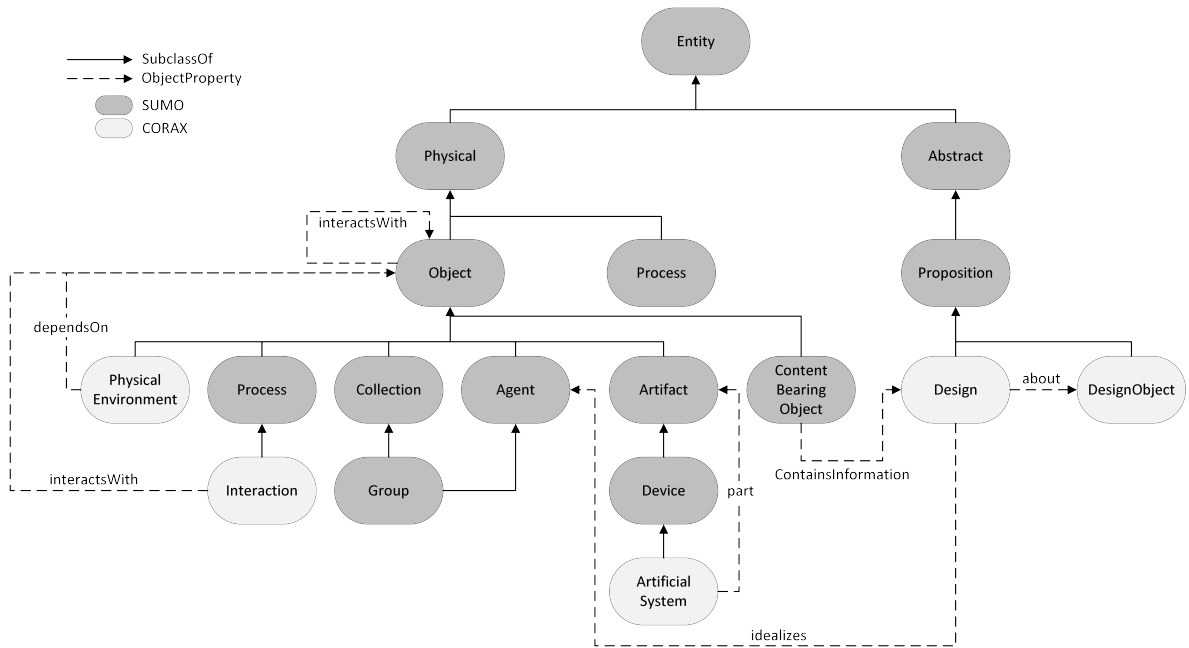 Entity
SubclassOf
ObjectProperty
SUMO
CORAX
Physical
Abstract
interactsWith
Object
Process
Proposition
dependsOn
Physical
Environment
Process
Collection
Agent
Artifact
Content
Bearing
Object
Design
about
DesignObject
ContainsInformation
interactsWith
Interaction
Group
Device
part
Artificial
System
idealizes